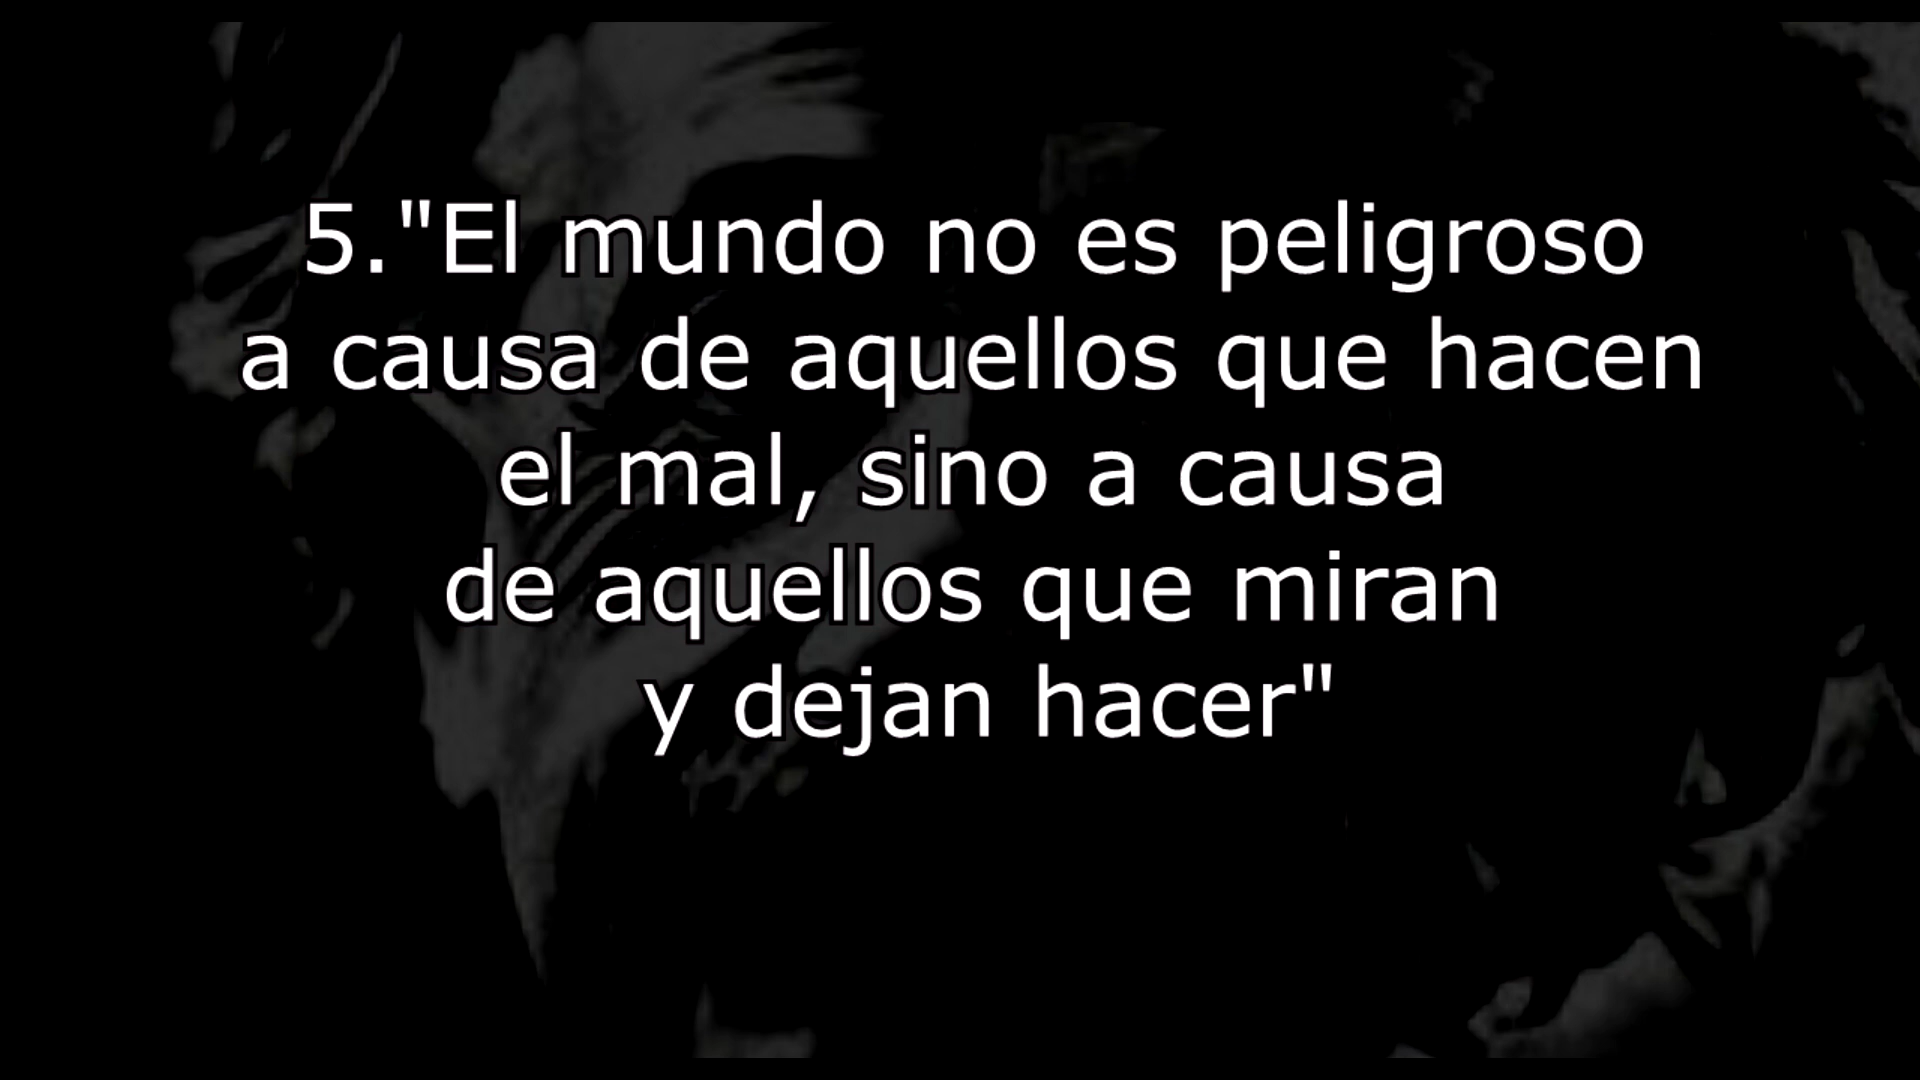 5."El mundo no es peligroso
a causa de aquellos que hacen
el mal, sino a causa
de aquellos que miran
y dejan hacer"